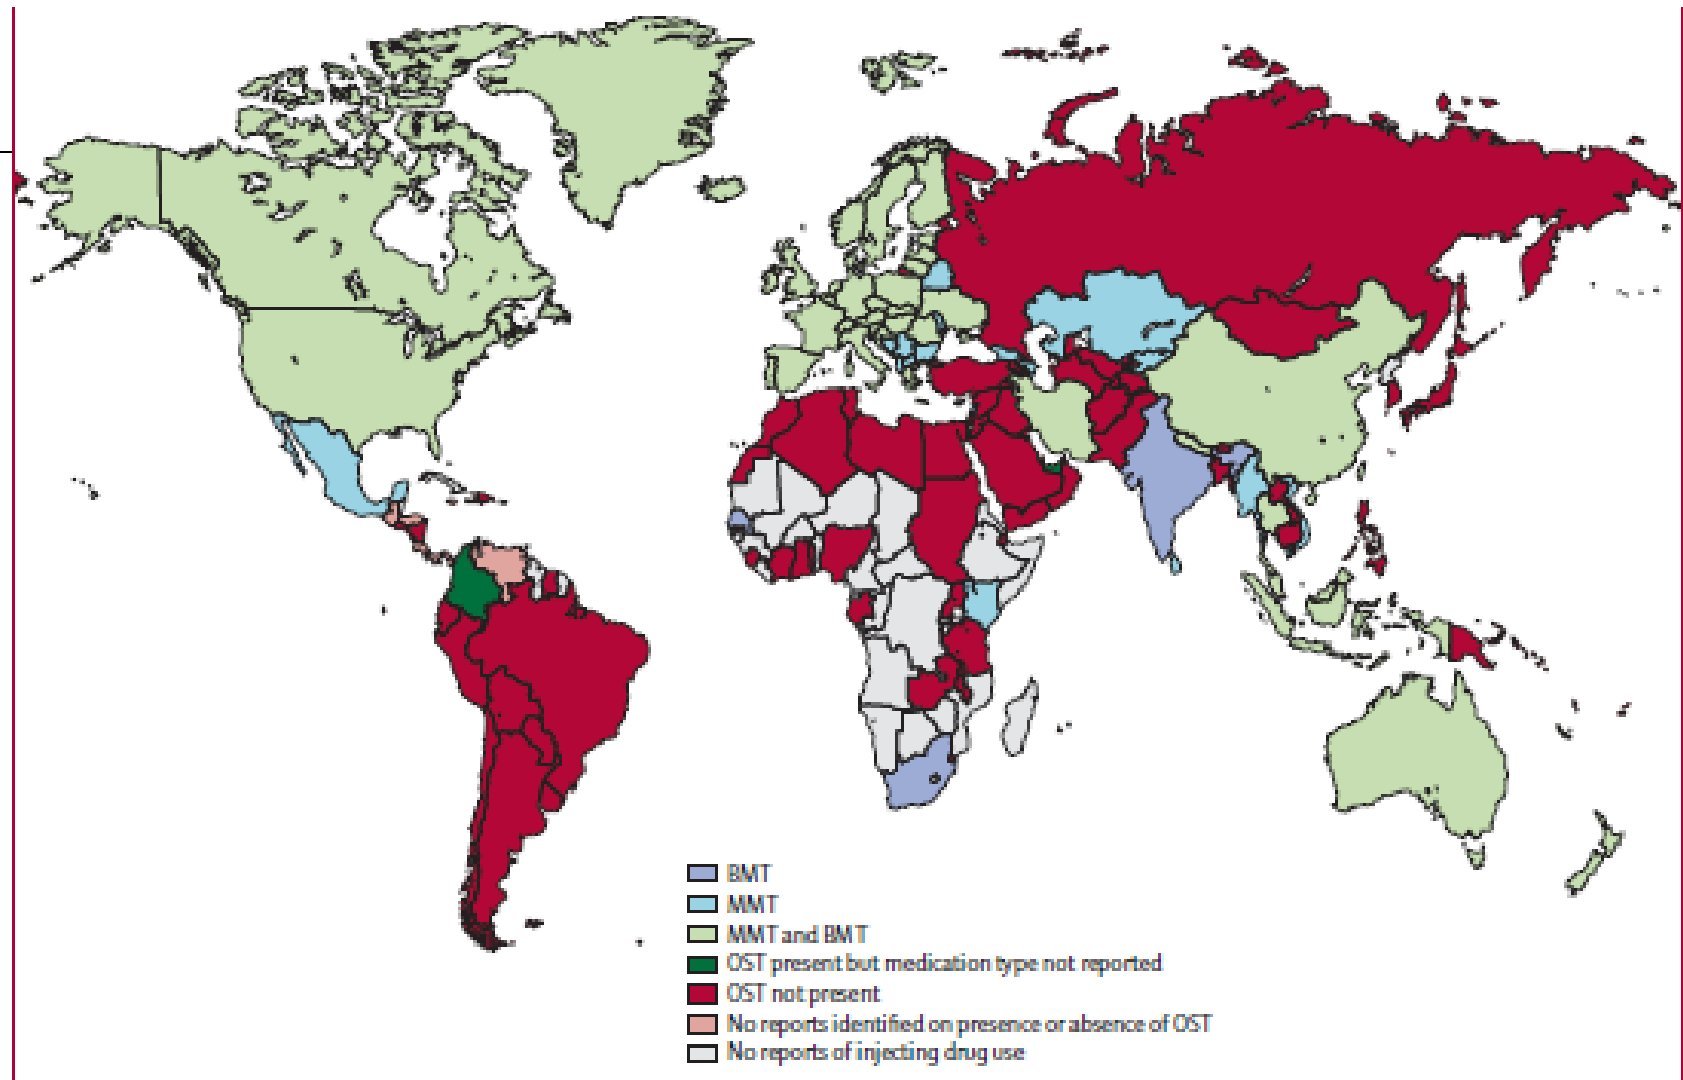 BMT
MMT
MMT and BMT
OST present but medication type not reported
OST not present
No reports identified on presence or absence of OST
No reports of injecting drug use